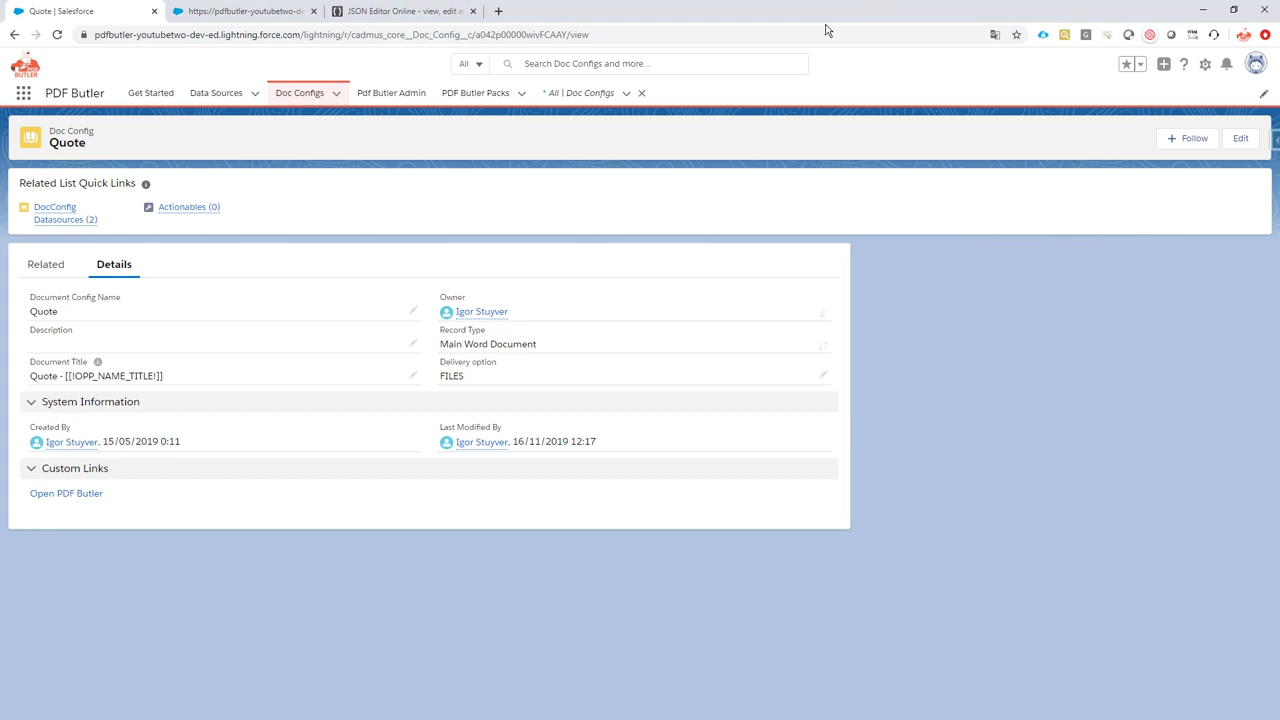 Quote | Salesforce
https://pdfbutler-youtubetwo-de
JSON Editor Online - view, edit a
pdfbutler-youtubetwo-dev-ed.lightning.force.com/lightning/r/cadmus_core__Doc_Config__c/a042p00000wivFCAAY/view
PDF BUTLER
All
Search Doc Configs and more...
PDF Butler
Get Started
Data Sources
Doc Configs
Pdf Butler Admin
PDF Butler Packs
* All | Doc Configs
Doc Config
Quote
+ Follow
Edit
Related List Quick Links
DocConfig Datasources (2)
Actionables (0)
Related
Details
Document Config Name
Quote
Owner
Igor Stuyver
Description
Record Type
Main Word Document
Document Title
Quote - [[!OPP_NAME_TITLE!]]
Delivery option
FILES
System Information
Created By
Igor Stuyver, 15/05/2019 0:11
Last Modified By
Igor Stuyver, 16/11/2019 12:17
Custom Links
Open PDF Butler